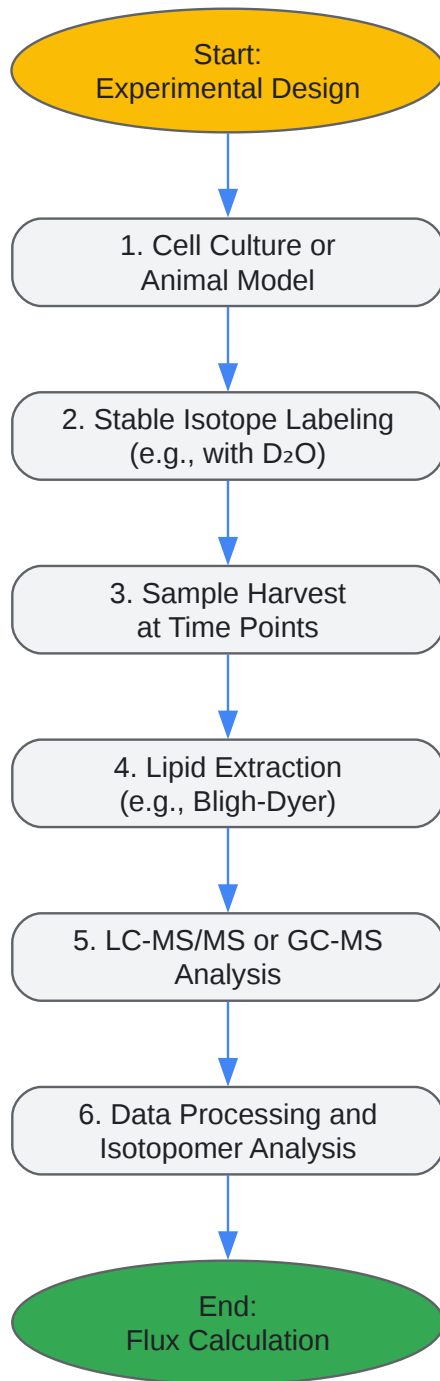 Start:
Experimental Design
1. Cell Culture or
Animal Model
2. Stable Isotope Labeling
(e.g., with D₂O)
3. Sample Harvest
at Time Points
4. Lipid Extraction
(e.g., Bligh-Dyer)
5. LC-MS/MS or GC-MS
Analysis
6. Data Processing and
Isotopomer Analysis
End:
Flux Calculation